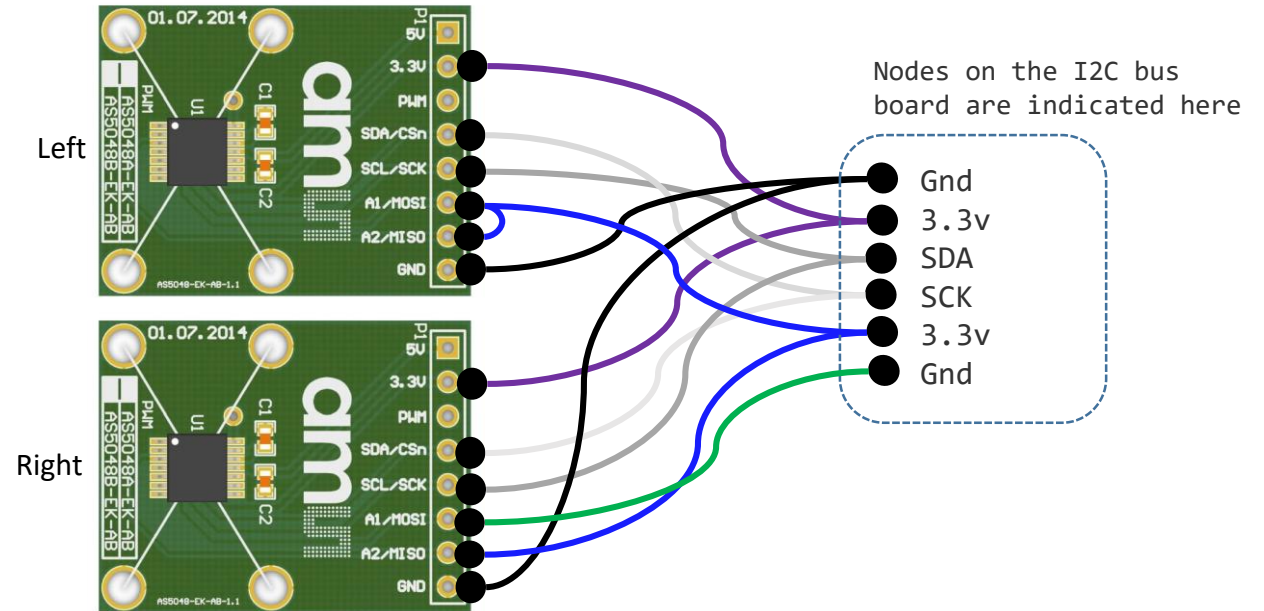 Left
01.07.2014
P1
5V
3.3V
PWM
SDA/CSn
SCL/SCK
A1/MOSI
A2/MISO
GND
PWM
U1
C1
C2
AS5048A-EK-AB
AS5048B-EK-AB
am5
AS5048-EK-AB-1.1
Right
01.07.2014
P1
5V
3.3V
PWM
SDA/CSn
SCL/SCK
A1/MOSI
A2/MISO
GND
PWM
U1
C1
C2
AS5048A-EK-AB
AS5048B-EK-AB
am5
AS5048-EK-AB-1.1
Nodes on the I2C bus
board are indicated here
Gnd
3.3v
SDA
SCK
3.3v
Gnd